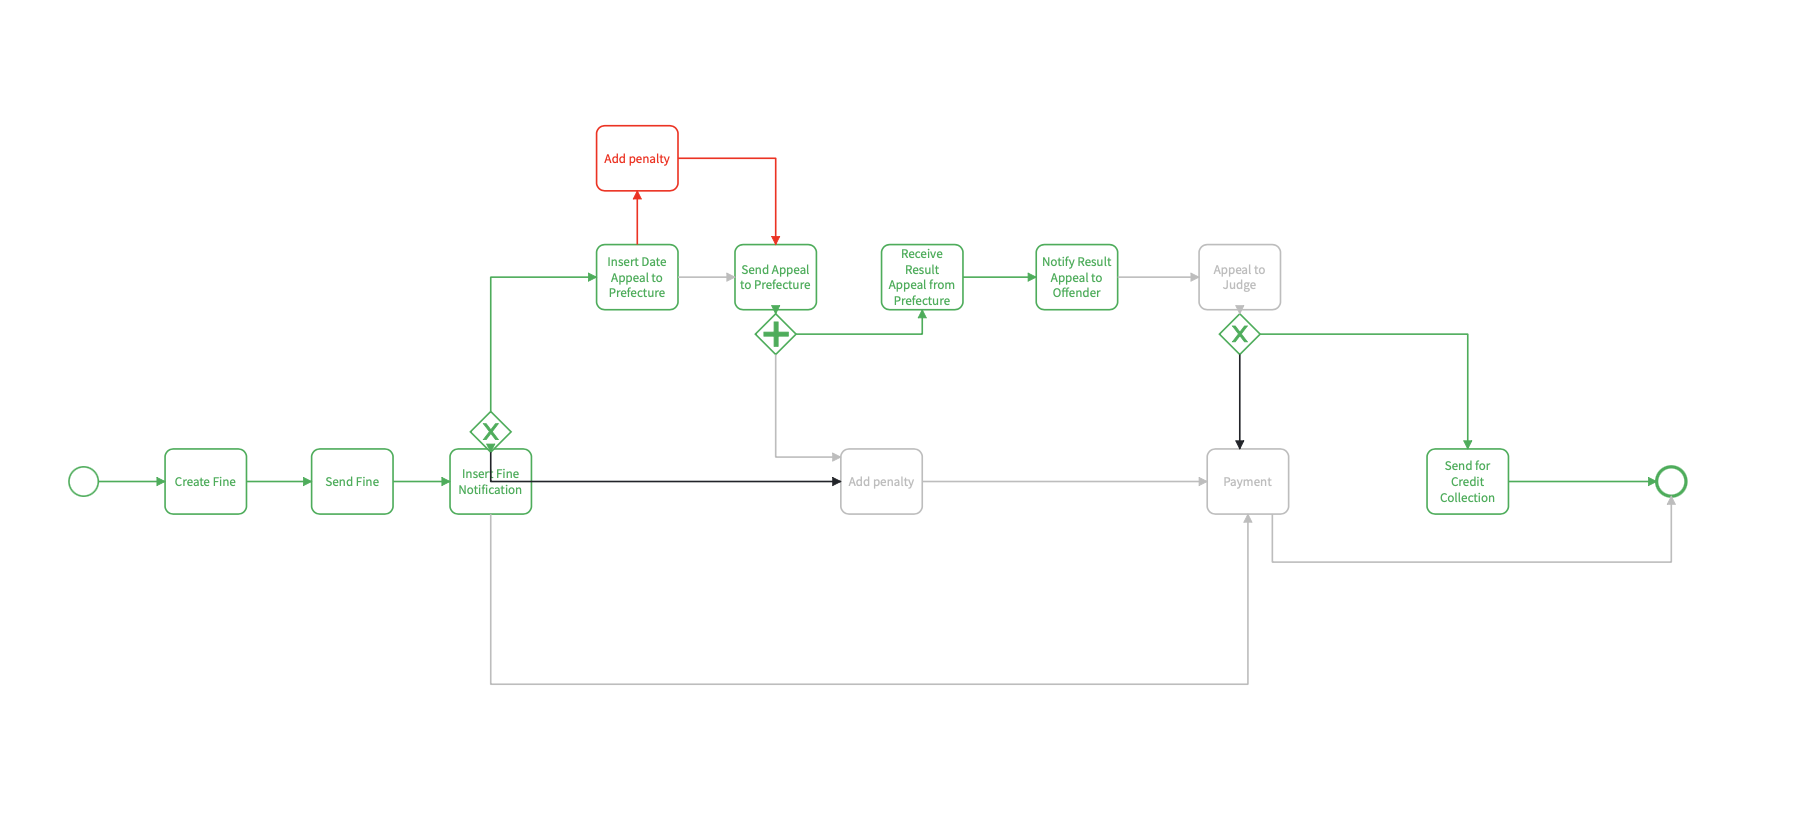 Add penalty
Insert Date
Appeal to
Prefecture
Send Appeal
to Prefecture
Receive
Result
Appeal from
Prefecture
Notify Result
Appeal to
Offender
Appeal to
Judge
Create Fine
Send Fine
Insert Fine
Notification
Add penalty
Payment
Send for
Credit
Collection